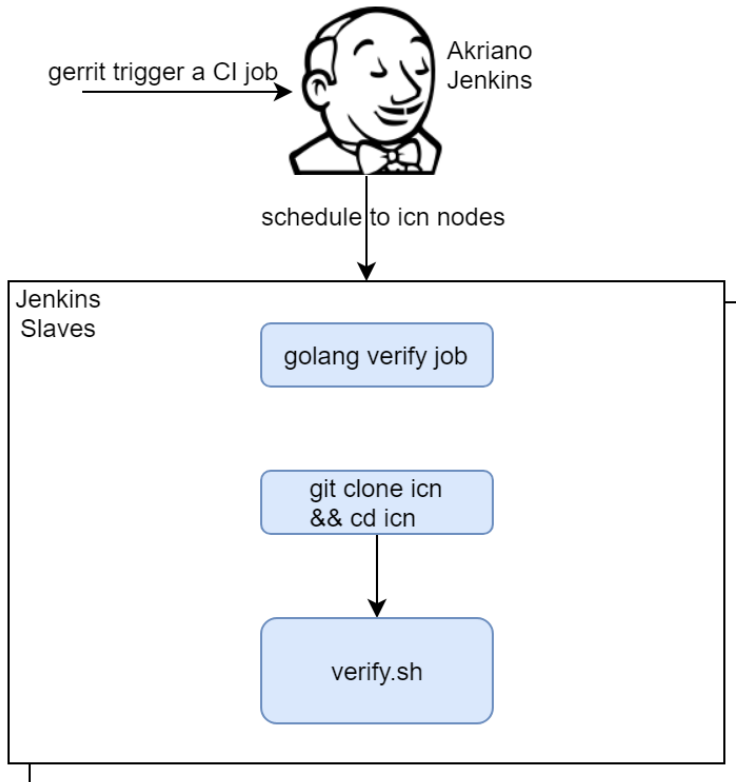 gerrit trigger a CI job
Akriano
Jenkins
schedule to icn nodes
Jenkins
Slaves
golang verify job
git clone icn
&& cd icn
verify.sh